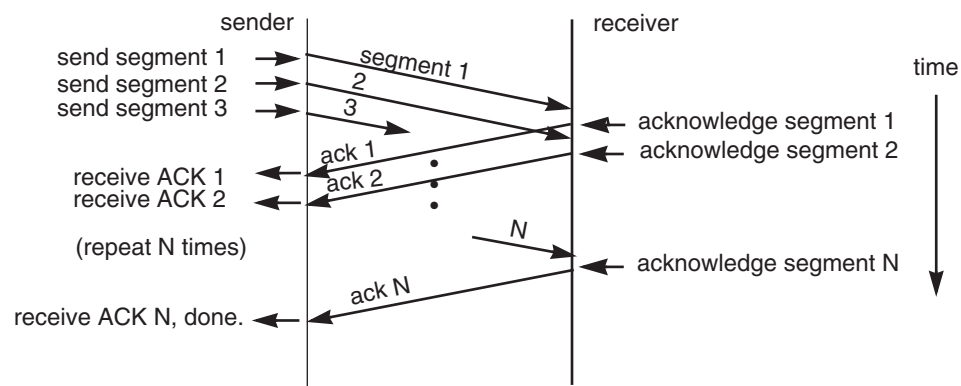 sender
receiver
send segment 1
segment 1
time
send segment 2
2
send segment 3
3
acknowledge segment 1
ack 1
acknowledge segment 2
receive ACK 1
ack 2
receive ACK 2
N
(repeat N times)
acknowledge segment N
ack N
receive ACK N, done.